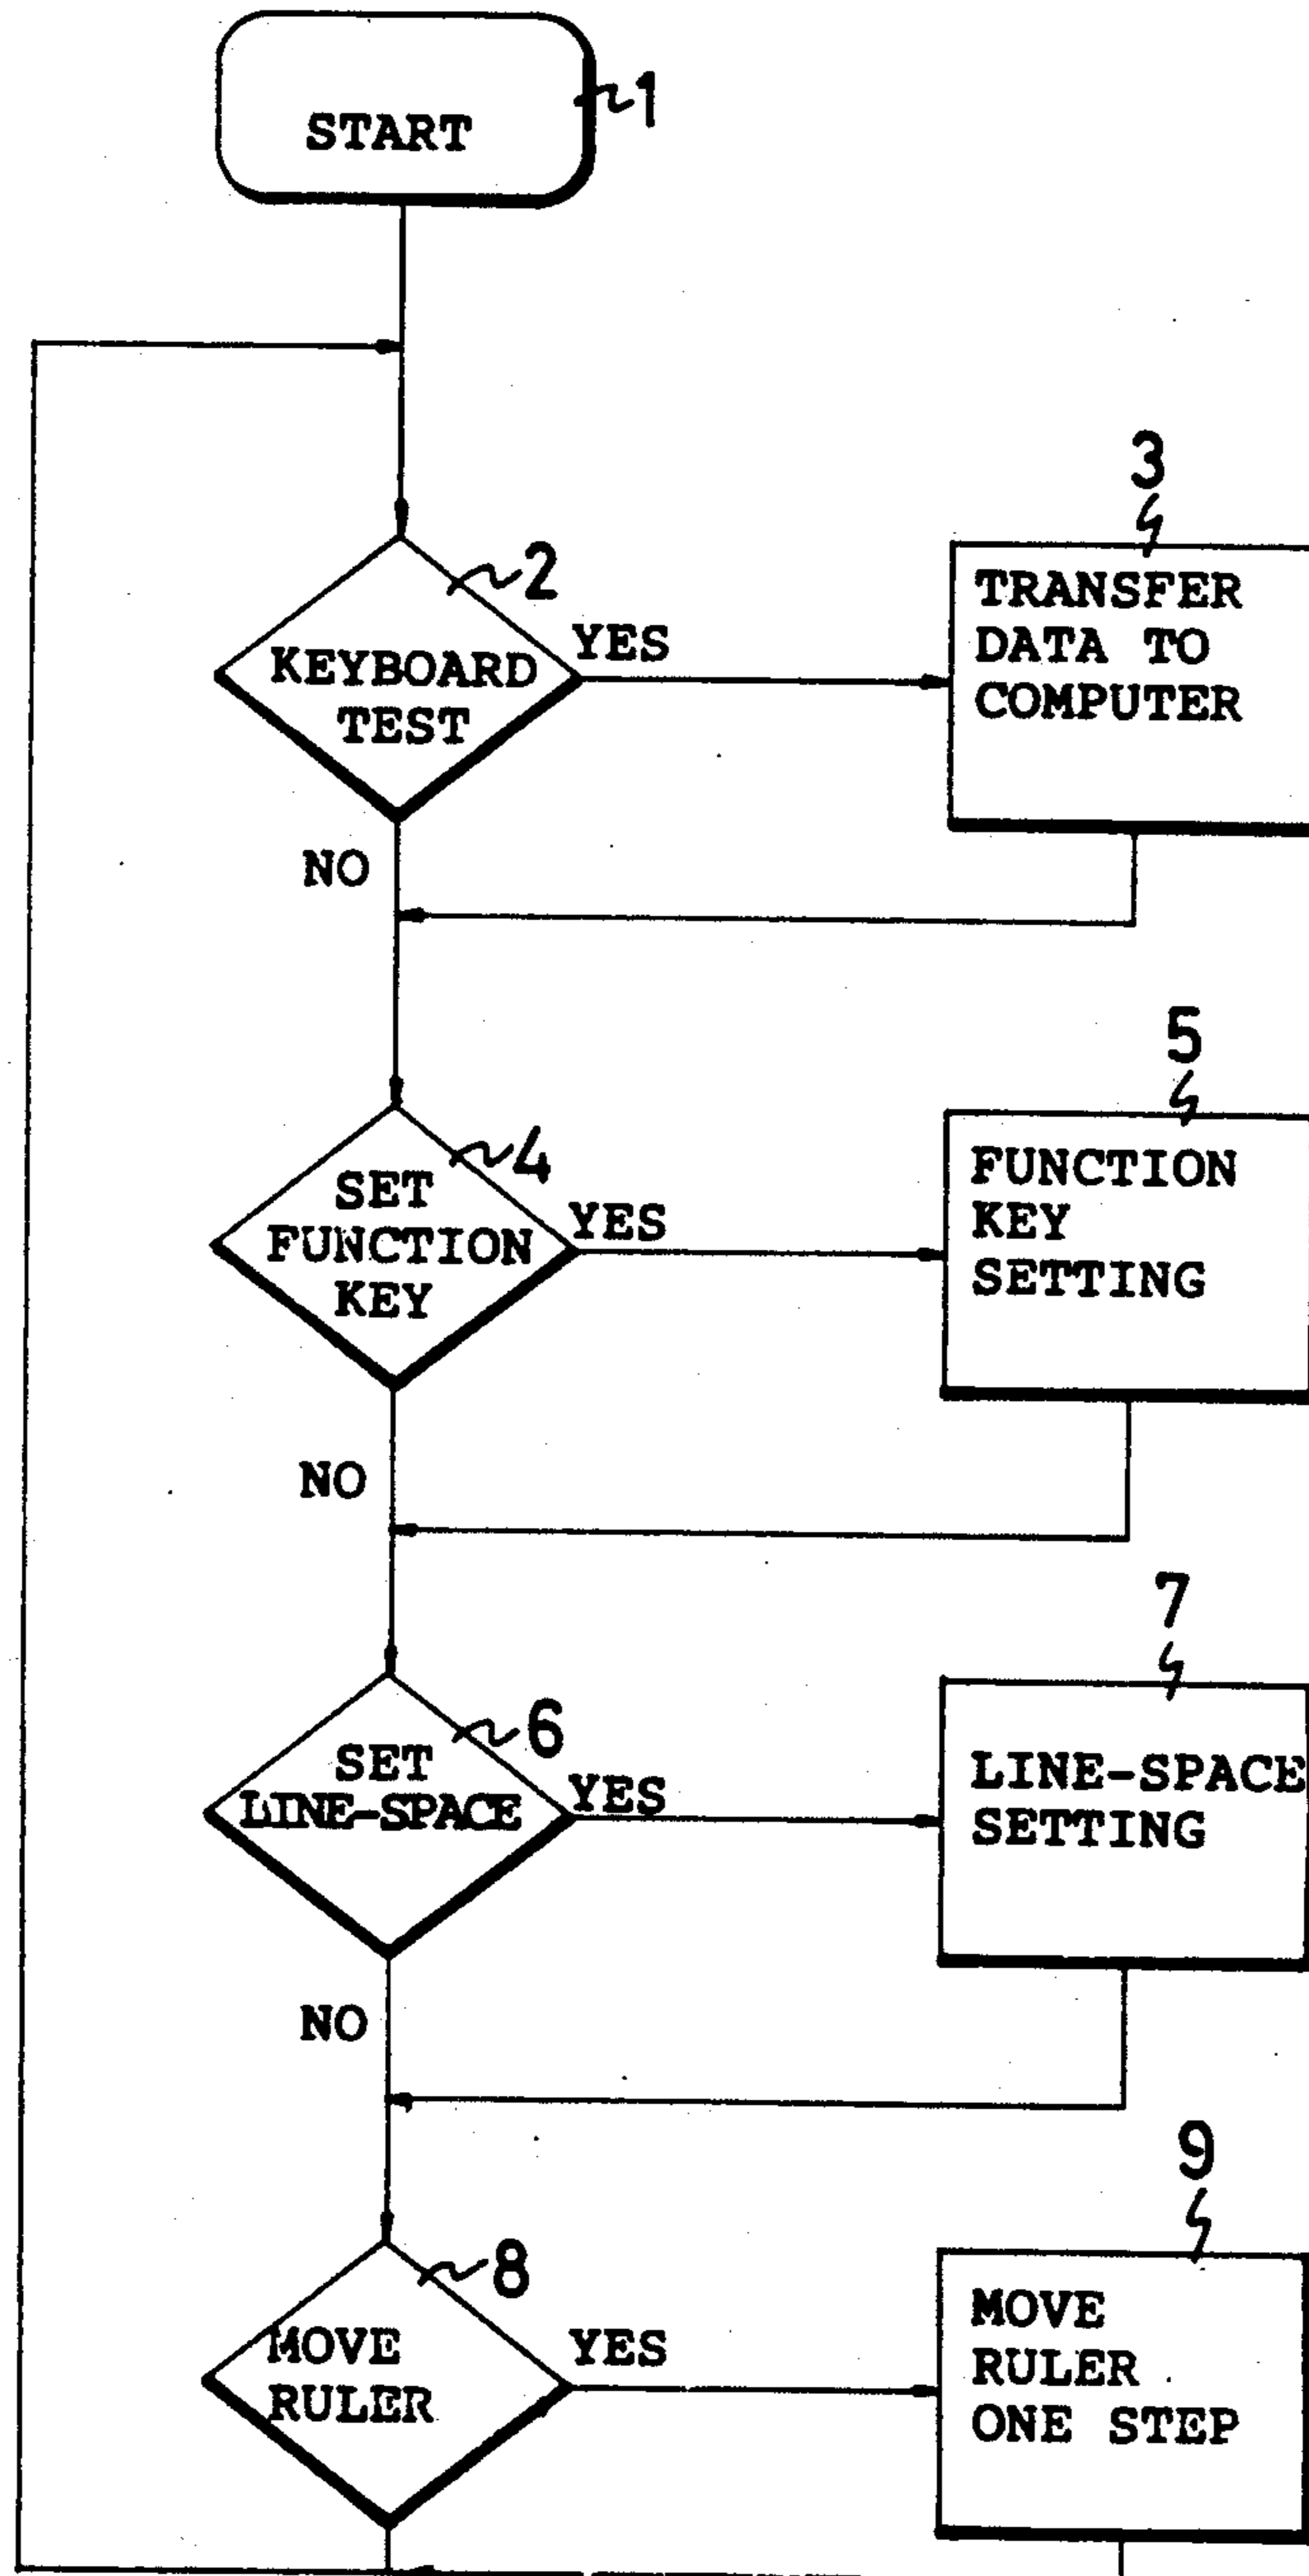 START
1
2
KEYBOARD
TEST
YES
NO
3
TRANSFER
DATA TO
COMPUTER
4
SET
FUNCTION
KEY
YES
NO
5
FUNCTION
KEY
SETTING
6
SET
LINE-SPACE
YES
NO
7
LINE-SPACE
SETTING
8
MOVE
RULER
YES
9
MOVE
RULER
ONE STEP